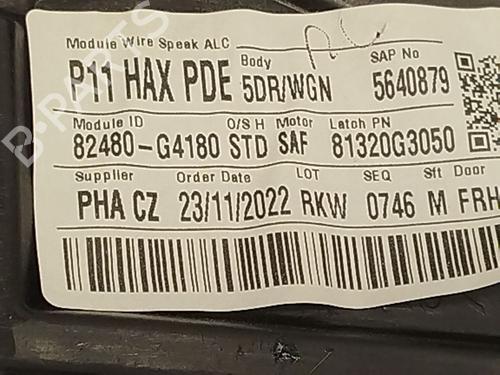 Module Wire Speak ALC
P11 HAX PDE
Body
5DR/WGN
SAP No
5640879
Module ID
82480-G4180
O/S H
STD
Motor
SAF
Latch PN
81320G3050
Supplier
PHA CZ
Order Date
23/11/2022
LOT
RKW
SEQ
0746
Sft
M
Door
FRH
B-PARTS